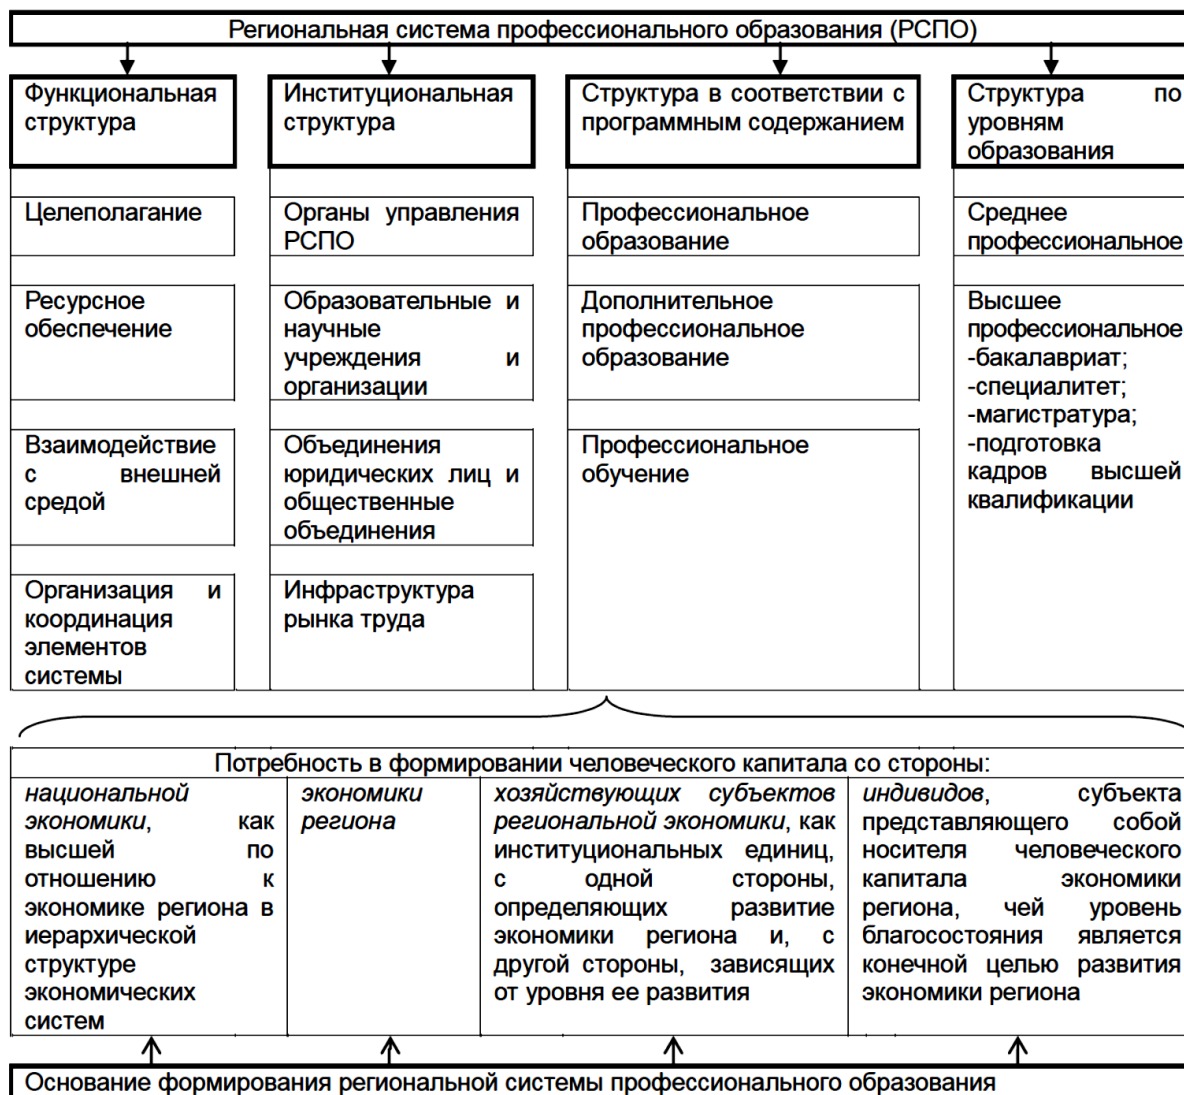 Региональная система профессионального образования (РСПО)
Функциональная
структура
Институциональная
структура
Структура в соответствии с
программным содержанием
Структура по
уровням
образования
Целеполагание
Органы управления
РСПО
Профессиональное
образование
Среднее
профессиональное
Ресурсное
обеспечение
Образовательные и
научные
учреждения и
организации
Дополнительное
профессиональное
образование
Высшее
профессиональное
-бакалавриат;
-специалитет;
-магистратура;
-подготовка
кадров высшей
квалификации
Взаимодействие
с внешней
средой
Объединения
юридических лиц и
общественные
объединения
Профессиональное
обучение
Организация и
координация
элементов
системы
Инфраструктура
рынка труда
Потребность в формировании человеческого капитала со стороны:
национальной
экономики, как
высшей по
отношению к
экономике региона в
иерархической
структуре
экономических
систем
экономики
региона
хозяйствующих субъектов
региональной экономики, как
институциональных единиц,
с одной стороны,
определяющих развитие
экономики региона и, с
другой стороны, зависящих
от уровня ее развития
индивидов, субъекта
представляющего собой
носителя человеческого
капитала экономики
региона, чей уровень
благосостояния является
конечной целью развития
экономики региона
Основание формирования региональной системы профессионального образования